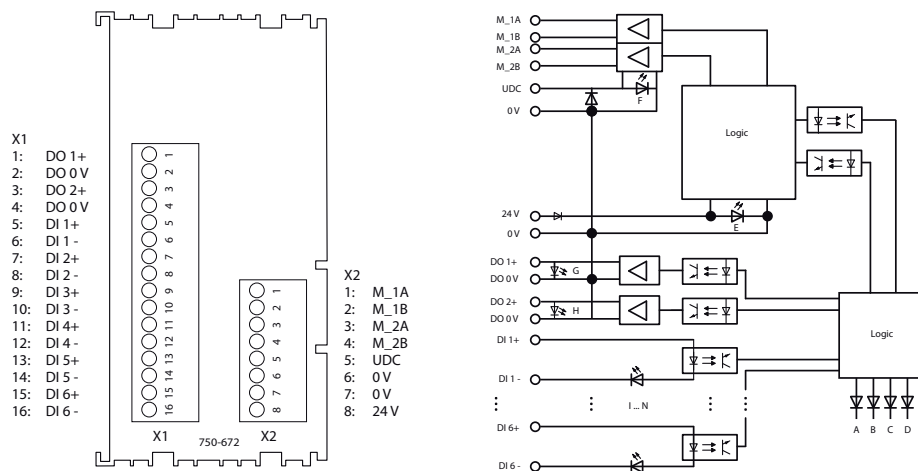 X1
1: DO 1+
2: DO 0 V
3: DO 2+
4: DO 0 V
5: DI 1+
6: DI 1 -
7: DI 2+
8: DI 2 -
9: DI 3+
10: DI 3 -
11: DI 4+
12: DI 4 -
13: DI 5+
14: DI 5 -
15: DI 6+
16: DI 6 -
1
2
3
4
5
6
7
8
9
10
11
12
13
14
15
16
X1
750-672
1
2
3
4
5
6
7
8
X2
X2
1: M_1A
2: M_1B
3: M_2A
4: M_2B
5: UDC
6: 0 V
7: 0 V
8: 24 V
M_1A
M_1B
M_2A
M_2B
UDC
F
0 V
Logic
24 V
E
0 V
DO 1+
G
DO 0 V
DO 2+
H
DO 0 V
Logic
DI 1+
DI 1 -
I ... N
A B C D
DI 6+
DI 6 -